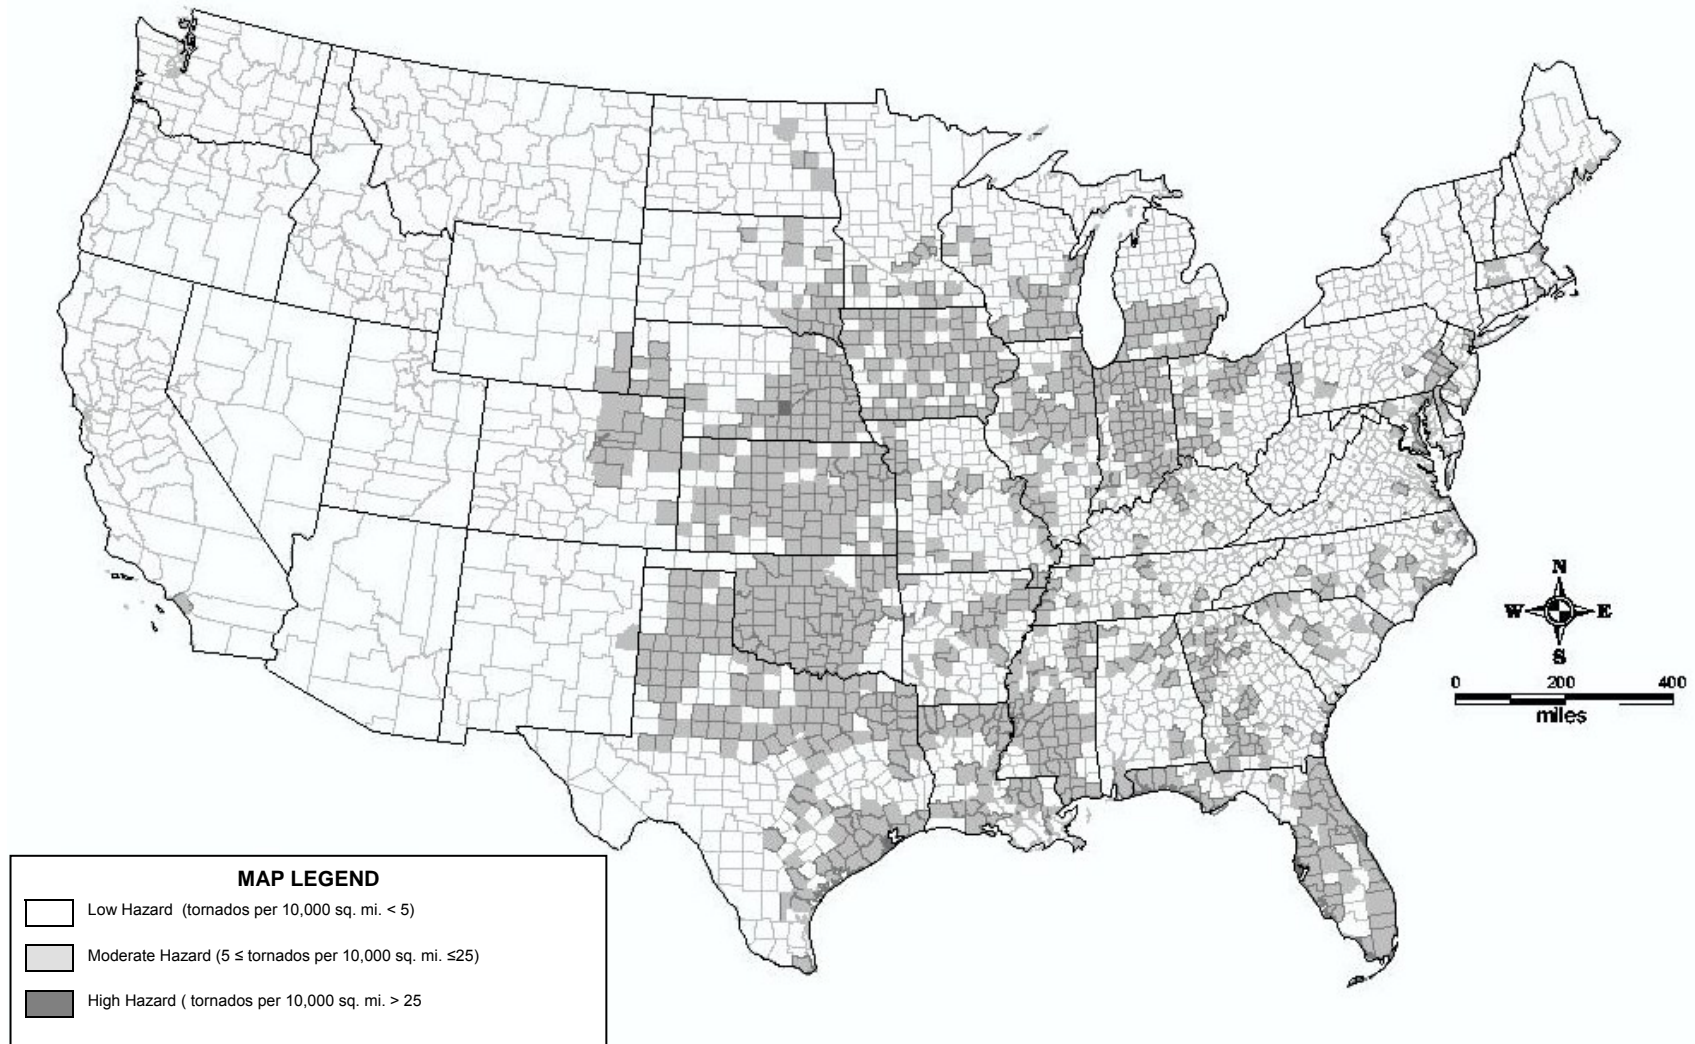 N
W E
S
0 200 400
miles
MAP LEGEND
Low Hazard (tornados per 10,000 sq. mi. < 5)
Moderate Hazard (5 ≤ tornados per 10,000 sq. mi. ≤25)
High Hazard ( tornados per 10,000 sq. mi. > 25